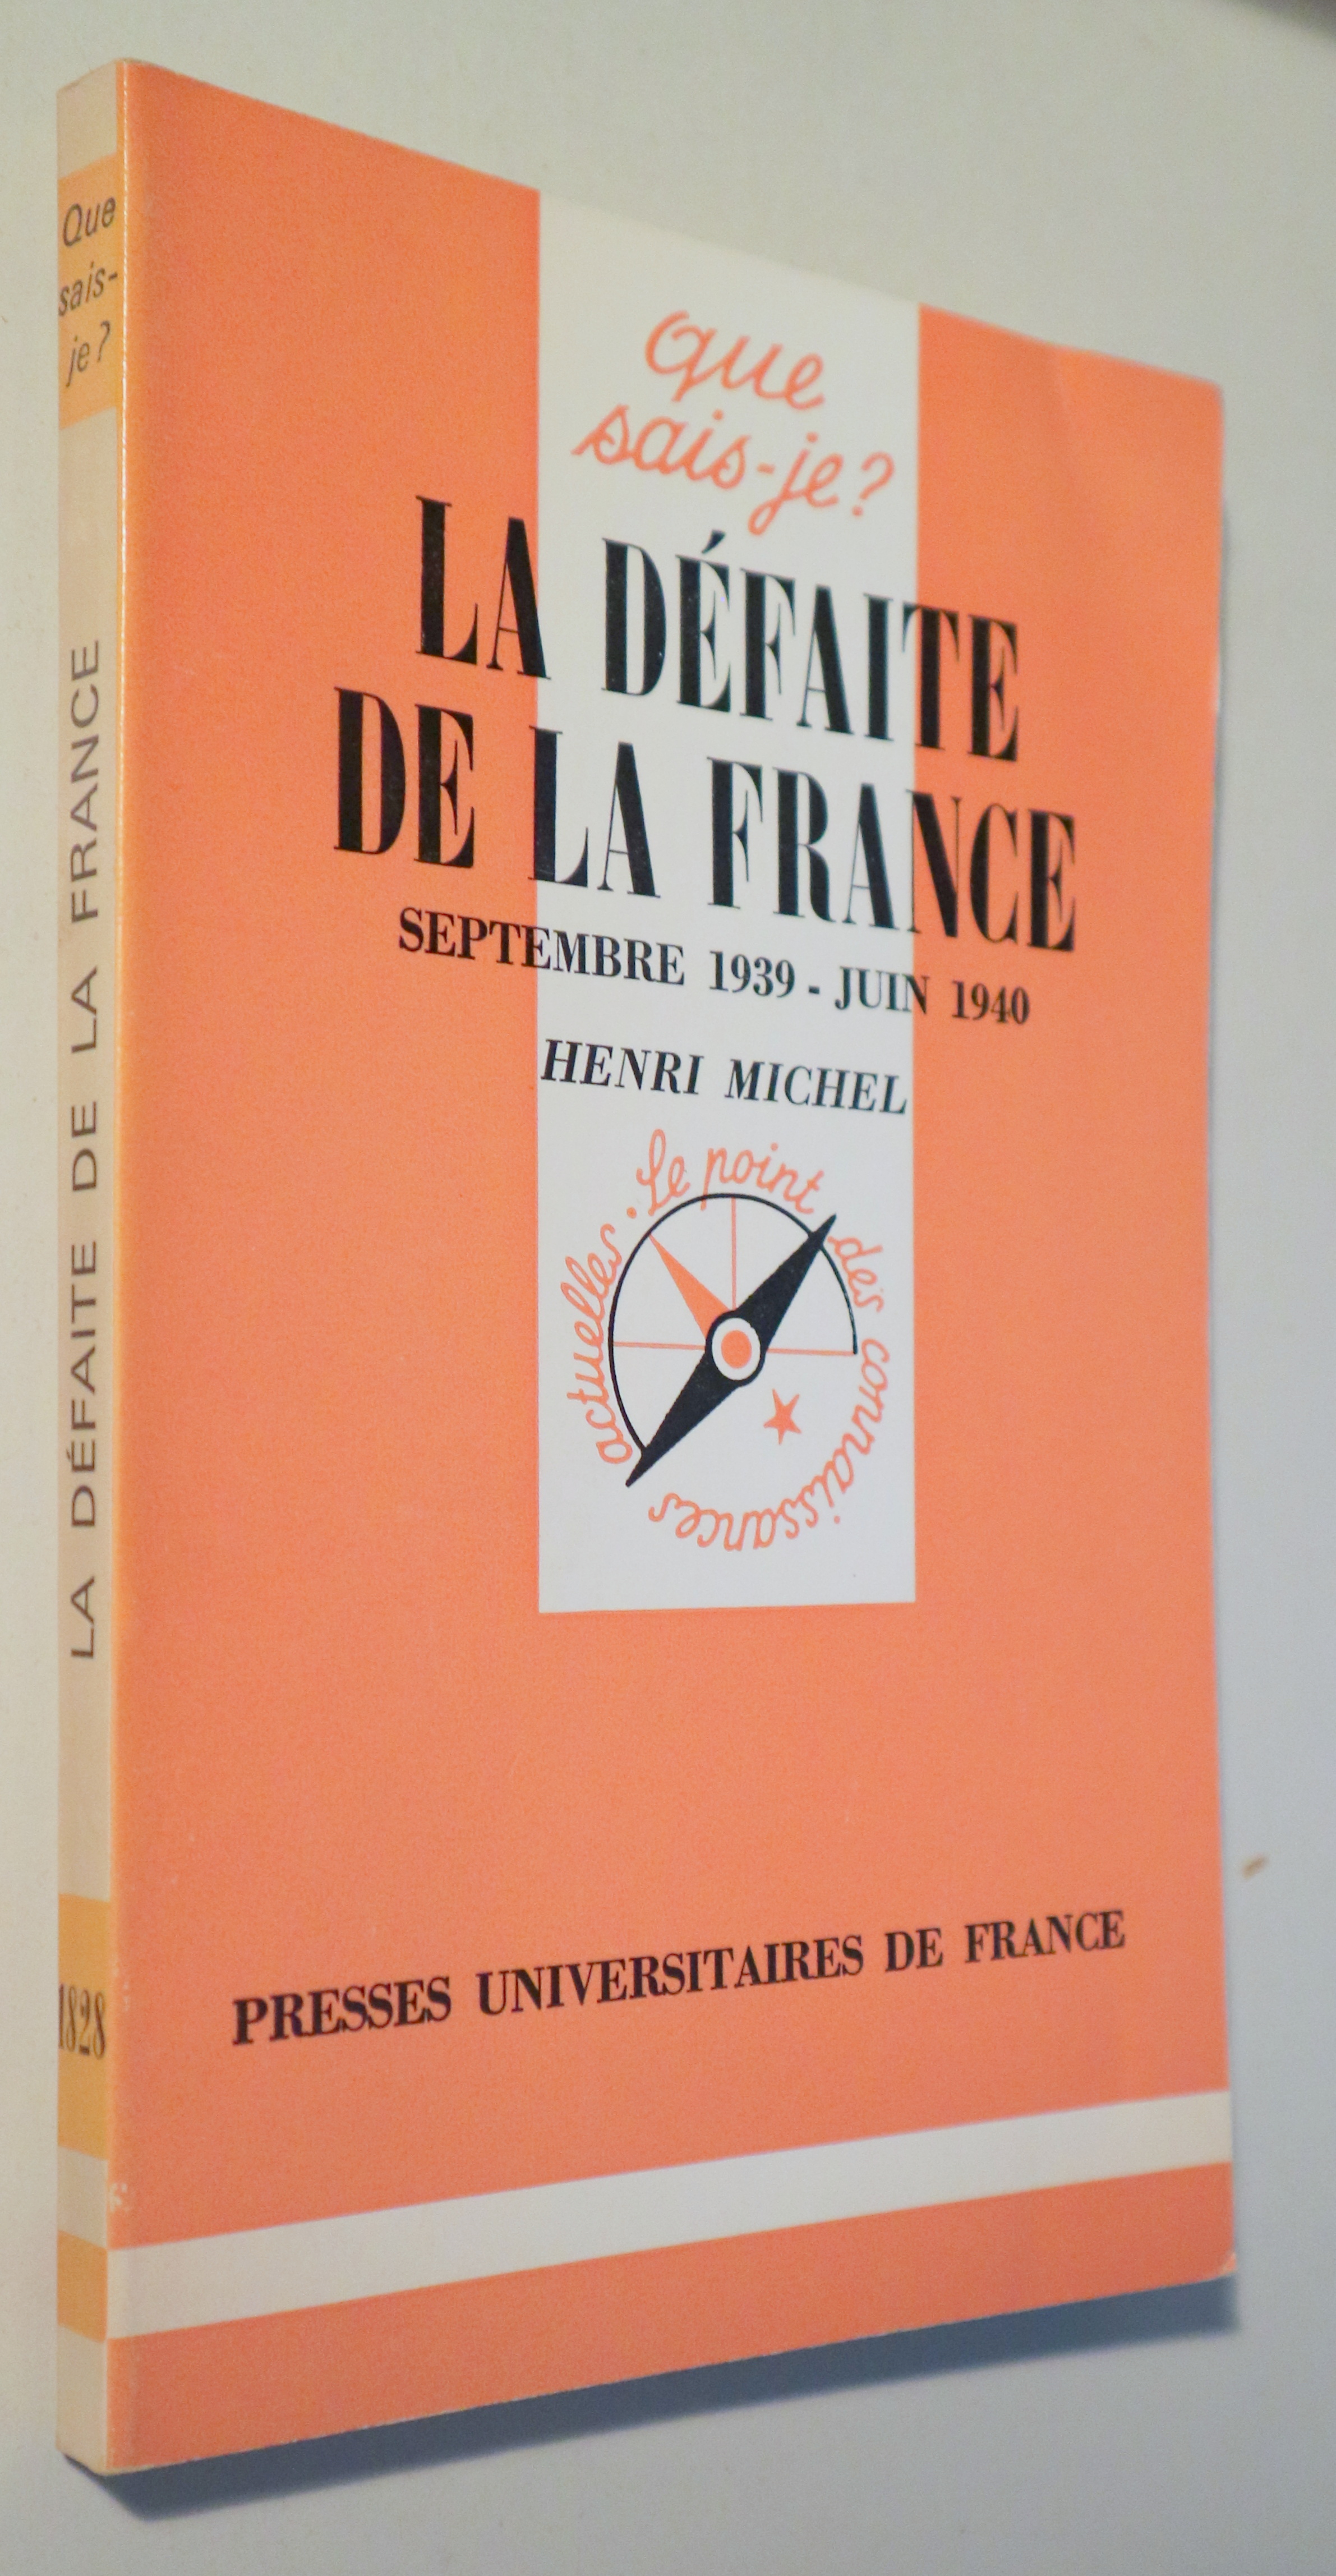 Que
sais-
je?
LA DÉFAITE DE LA FRANCE
1828
que
sais-je?
LA DÉFAITE
DE LA FRANCE
SEPTEMBRE 1939 - JUIN 1940
HENRI MICHEL
Le point des connaissances actuelles.
PRESSES UNIVERSITAIRES DE FRANCE